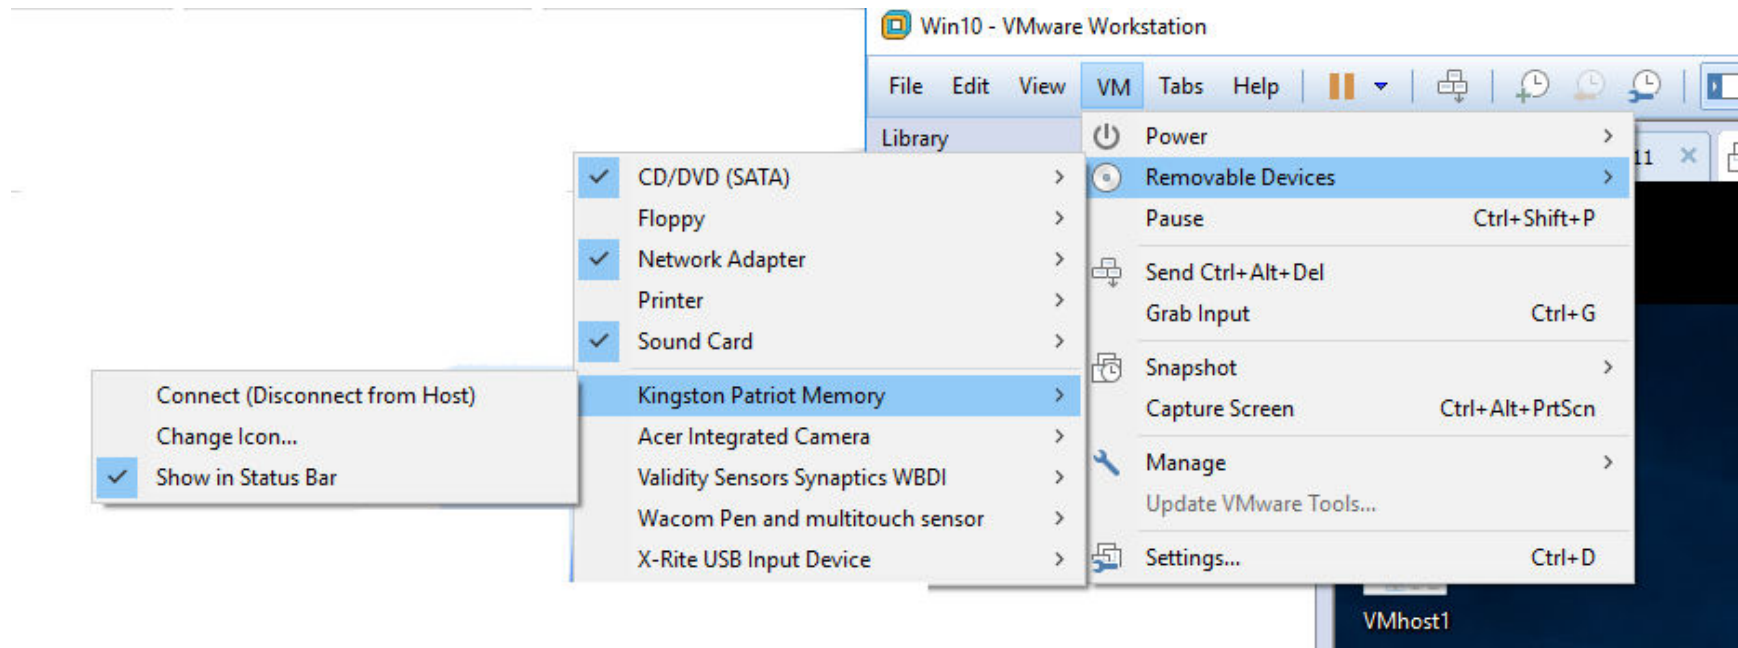 Win10 - VMware Workstation
File Edit View VM Tabs Help
Library
Power
11
Removable Devices
Pause Ctrl+Shift+P
Send Ctrl+Alt+Del
Grab Input Ctrl+G
Snapshot
Capture Screen Ctrl+Alt+PrtScn
Manage
Update VMware Tools...
Settings... Ctrl+D
CD/DVD (SATA)
Floppy
Network Adapter
Printer
Sound Card
Kingston Patriot Memory
Acer Integrated Camera
Validity Sensors Synaptics WBDI
Wacom Pen and multitouch sensor
X-Rite USB Input Device
Connect (Disconnect from Host)
Change Icon...
Show in Status Bar
VMhost1